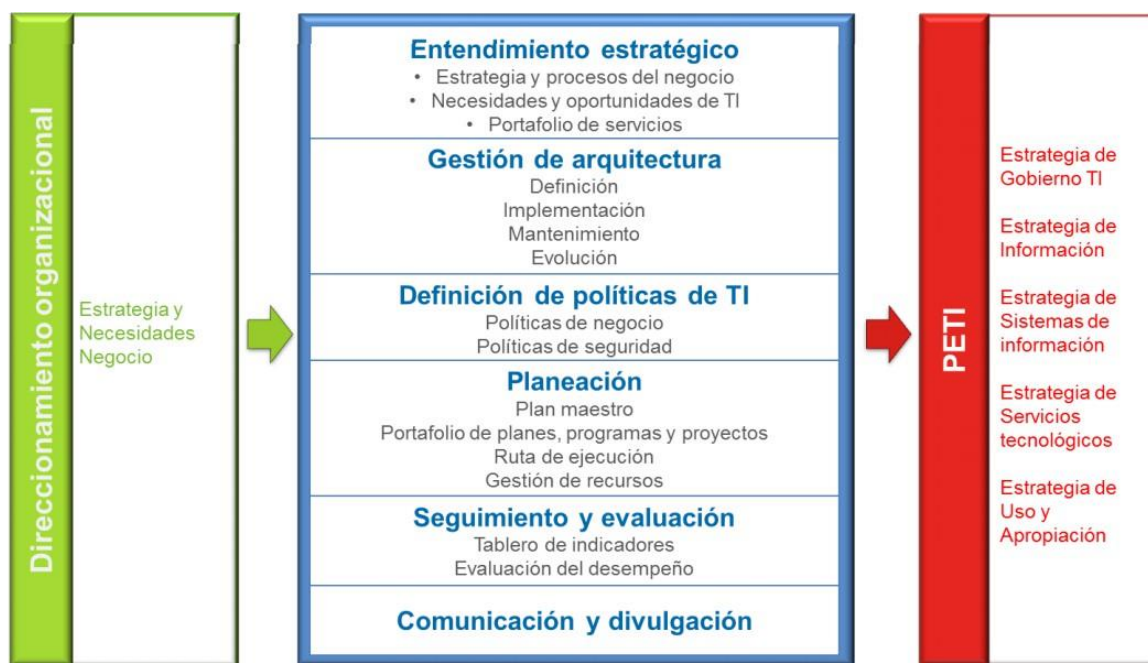 Direccionamiento organizacional
Estrategia y
Necesidades
Negocio
Entendimiento estratégico
• Estrategia y procesos del negocio
• Necesidades y oportunidades de TI
• Portafolio de servicios
Gestión de arquitectura
Definición
Implementación
Mantenimiento
Evolución
Definición de políticas de TI
Políticas de negocio
Políticas de seguridad
Planeación
Plan maestro
Portafolio de planes, programas y proyectos
Ruta de ejecución
Gestión de recursos
Seguimiento y evaluación
Tablero de indicadores
Evaluación del desempeño
Comunicación y divulgación
PETI
Estrategia de
Gobierno TI
Estrategia de
Información
Estrategia de
Sistemas de
información
Estrategia de
Servicios
tecnológicos
Estrategia de
Uso y
Apropiación